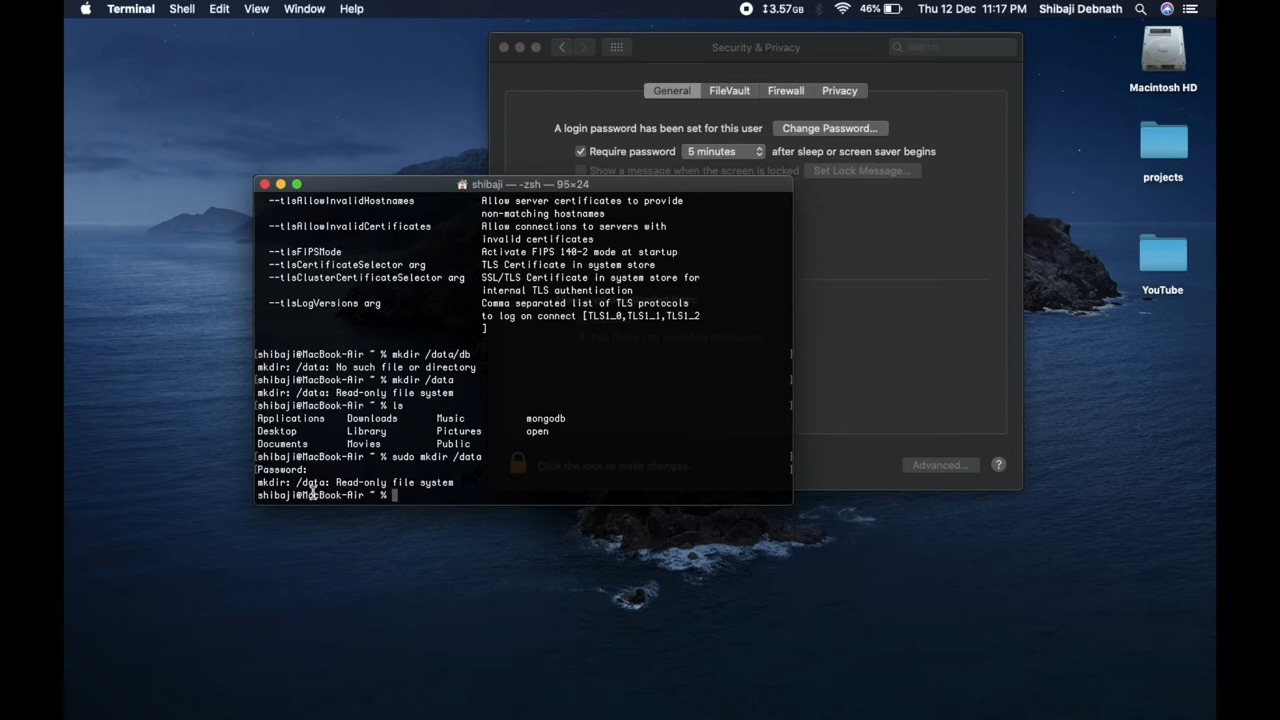 Terminal Shell Edit View Window Help 3.57GB 46% Thu 12 Dec 11:17 PM Shibaji Debnath
Security & Privacy Search
Macintosh HD
projects
YouTube
General FileVault Firewall Privacy
A login password has been set for this user Change Password...
Require password 5 minutes after sleep or screen saver begins
Show a message when the screen is locked Set Lock Message...
Click the lock to make changes.
Advanced... ?
shibaji — -zsh — 95×24
--tlsAllowInvalidHostnames Allow server certificates to provide
non-matching hostnames
--tlsAllowInvalidCertificates Allow connections to servers with
invalid certificates
--tlsFIPSMode Activate FIPS 140-2 mode at startup
--tlsCertificateSelector arg TLS Certificate in system store
--tlsClusterCertificateSelector arg SSL/TLS Certificate in system store for
internal TLS authentication
--tlsLogVersions arg Comma separated list of TLS protocols
to log on connect [TLS1_0,TLS1_1,TLS1_2
]
[shibaji@MacBook-Air ~ % mkdir /data/db ]
mkdir: /data: No such file or directory
[shibaji@MacBook-Air ~ % mkdir /data ]
mkdir: /data: Read-only file system
[shibaji@MacBook-Air ~ % ls ]
Applications Downloads Music mongodb
Desktop Library Pictures open
Documents Movies Public
[shibaji@MacBook-Air ~ % sudo mkdir /data ]
[Password: ]
mkdir: /data: Read-only file system
shibaji@MacBook-Air ~ %